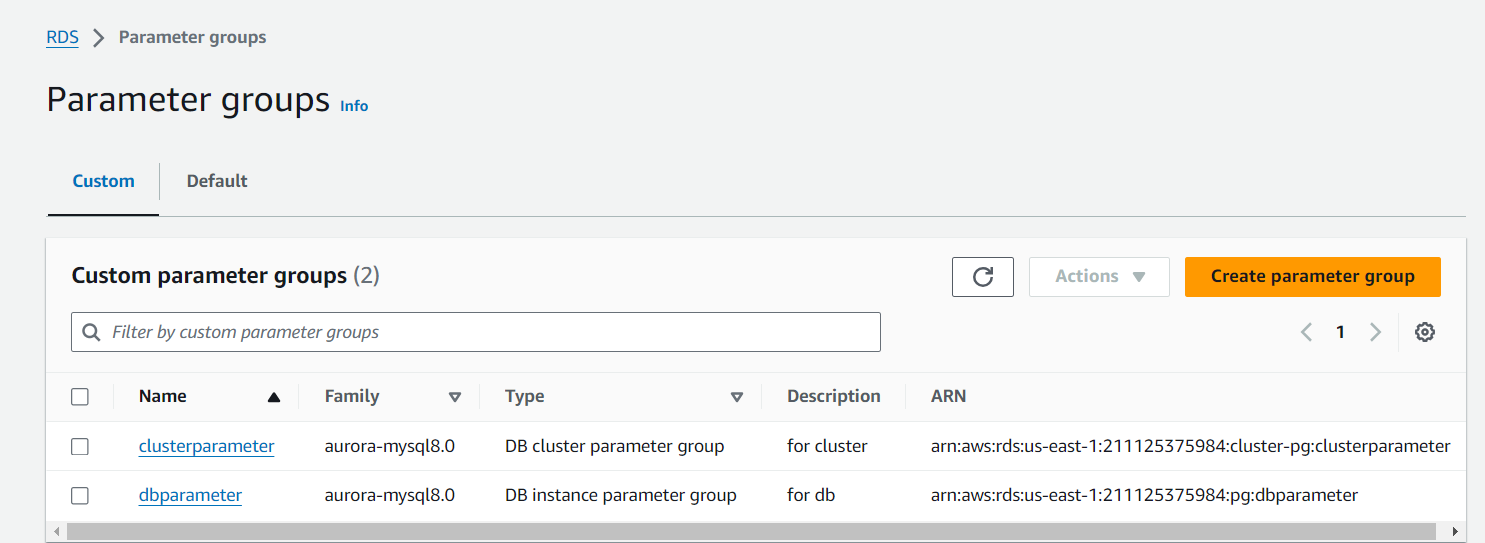 RDS > Parameter groups
Parameter groups Info
Custom Default
Custom parameter groups (2) Actions Create parameter group
Filter by custom parameter groups 1
Name Family Type Description ARN
clusterparameter aurora-mysql8.0 DB cluster parameter group for cluster arn:aws:rds:us-east-1:211125375984:cluster-pg:clusterparameter
dbparameter aurora-mysql8.0 DB instance parameter group for db arn:aws:rds:us-east-1:211125375984:pg:dbparameter